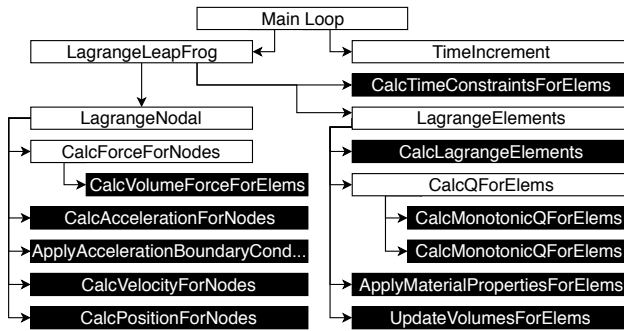 Main Loop
LagrangeLeapFrog
TimeIncrement
CalcTimeConstraintsForElems
LagrangeNodal
LagrangeElements
CalcForceForNodes
CalcLagrangeElements
CalcVolumeForceForElems
CalcQForElems
CalcAccelerationForNodes
CalcMonotonicQForElems
ApplyAccelerationBoundaryCond...
CalcMonotonicQForElems
CalcVelocityForNodes
ApplyMaterialPropertiesForElems
CalcPositionForNodes
UpdateVolumesForElems